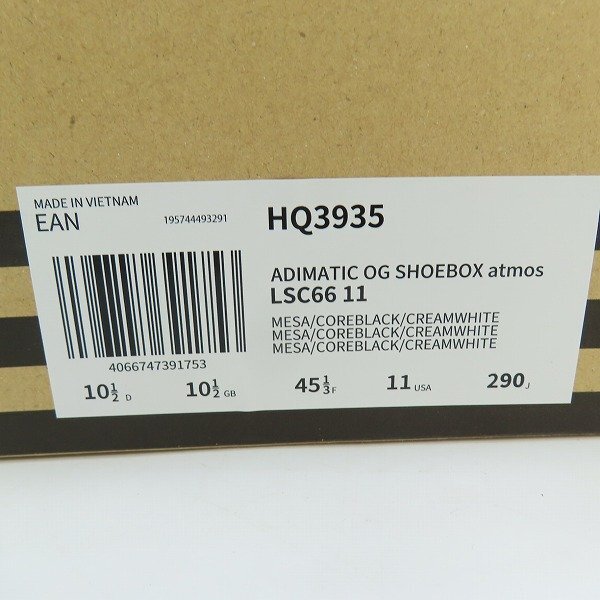 MADE IN VIETNAM
EAN
195744493291
HQ3935
ADIMATIC OG SHOEBOX atmos
LSC66 11
MESA/COREBLACK/CREAMWHITE
MESA/COREBLACK/CREAMWHITE
MESA/COREBLACK/CREAMWHITE
4066747391753
10½ D 10½ GB 45⅓ F 11 USA 290 J